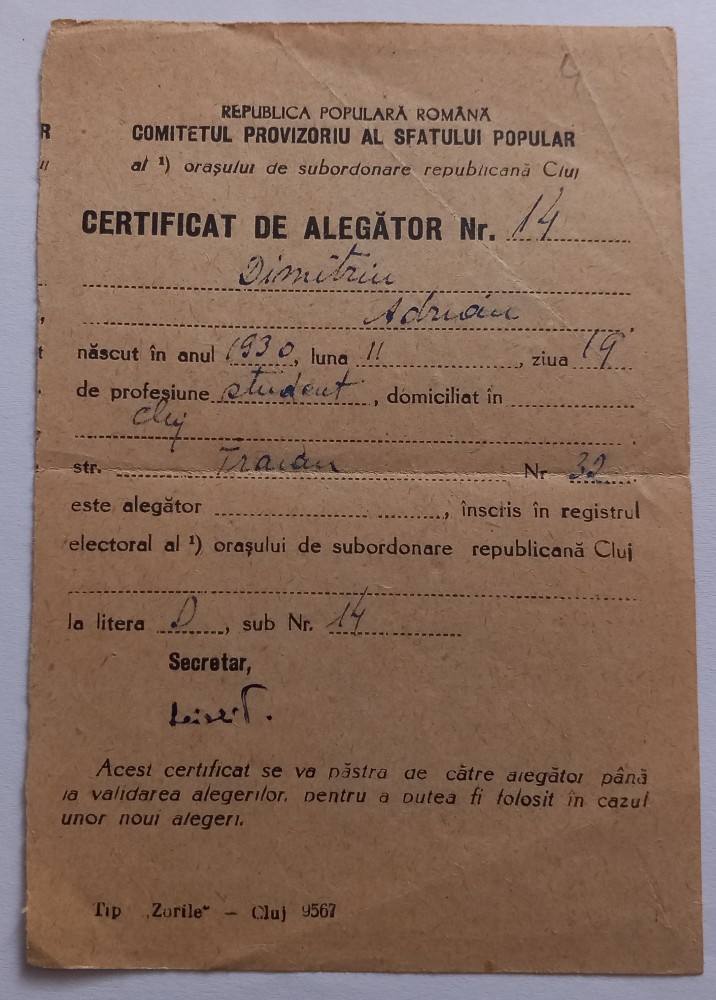 4
REPUBLICA POPULARĂ ROMÂNĂ
COMITETUL PROVIZORIU AL SFATULUI POPULAR
al ¹) orașului de subordonare republicană Cluj
CERTIFICAT DE ALEGĂTOR Nr. 14
Dimitriu
Adrian
născut în anul 1930, luna 11, ziua 19
de profesiune student, domiciliat în
Cluj
str. Traian Nr 32
este alegător, înscris în registrul
electoral al ¹) orașului de subordonare republicană Cluj
la litera D, sub Nr. 14
Secretar,
Acest certificat se va păstra de către alegător până
la validarea alegerilor, pentru a putea fi folosit în cazul
unor noui alegeri.
Tip „Zorile" – Cluj 9567